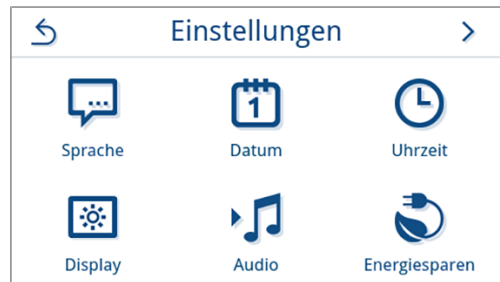 Einstellungen
...
1
Sprache Datum Uhrzeit
Display Audio Energiesparen